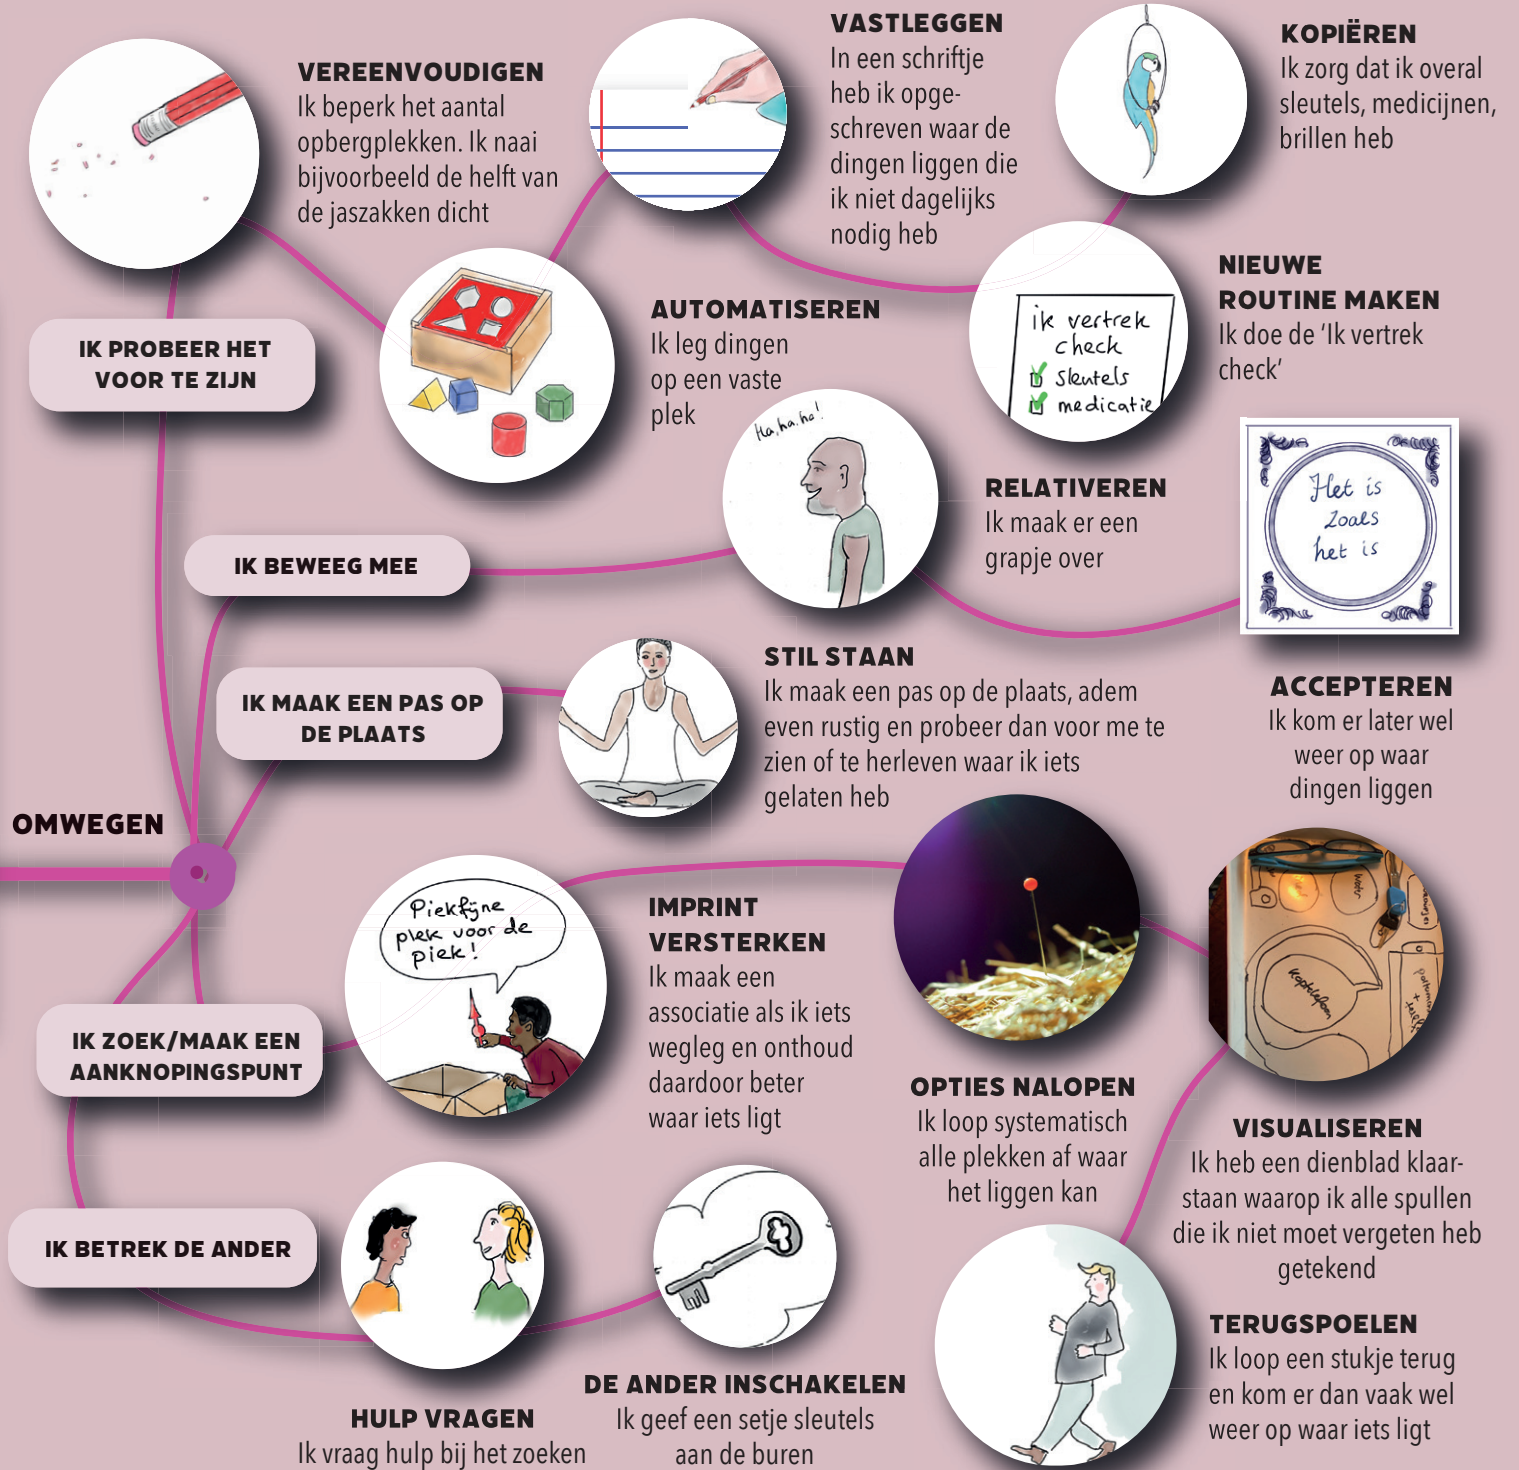 VEREENVOUDIGEN
Ik beperk het aantal
opbergplekken. Ik naai
bijvoorbeeld de helft van
de jaszakken dicht
VASTLEGGEN
In een schriftje
heb ik opge-
schreven waar de
dingen liggen die
ik niet dagelijks
nodig heb
KOPIËREN
Ik zorg dat ik overal
sleutels, medicijnen,
brillen heb
IK PROBEER HET
VOOR TE ZIJN
AUTOMATISEREN
Ik leg dingen
op een vaste
plek
ik vertrek
check
sleutels
medicatie
NIEUWE
ROUTINE MAKEN
Ik doe de ‘Ik vertrek
check’
IK BEWEEG MEE
Ha, ha, ha!
RELATIVEREN
Ik maak er een
grapje over
Het is
zoals
het is
ACCEPTEREN
Ik kom er later wel
weer op waar
dingen liggen
IK MAAK EEN PAS OP
DE PLAATS
STIL STAAN
Ik maak een pas op de plaats, adem
even rustig en probeer dan voor me te
zien of te herleven waar ik iets
gelaten heb
OMWEGEN
IK ZOEK/MAAK EEN
AANKNOPINGSPUNT
Piekfijne
plek voor de
piek!
IMPRINT
VERSTERKEN
Ik maak een
associatie als ik iets
wegleg en onthoud
daardoor beter
waar iets ligt
OPTIES NALOPEN
Ik loop systematisch
alle plekken af waar
het liggen kan
koptelefoon
VISUALISEREN
Ik heb een dienblad klaar-
staan waarop ik alle spullen
die ik niet moet vergeten heb
getekend
TERUGSPOELEN
Ik loop een stukje terug
en kom er dan vaak wel
weer op waar iets ligt
IK BETREK DE ANDER
HULP VRAGEN
Ik vraag hulp bij het zoeken
DE ANDER INSCHAKELEN
Ik geef een setje sleutels
aan de buren